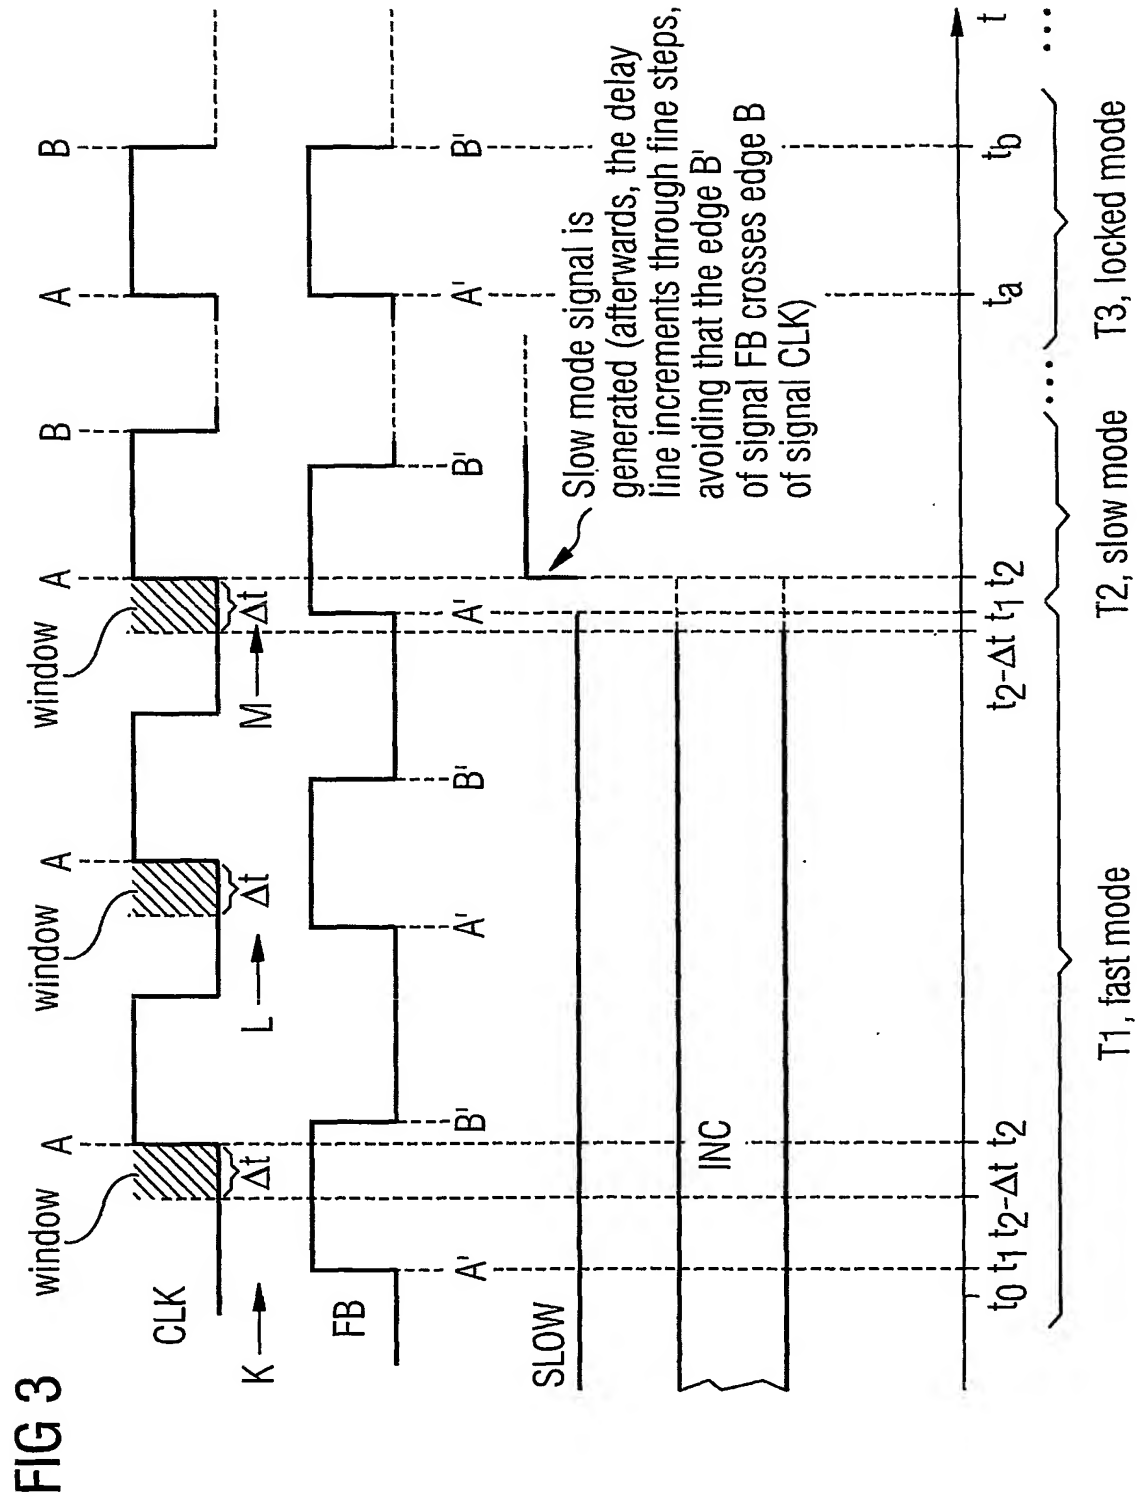 FIG 3
window
window
window
A
A
A
B
A
B
CLK
Δt
Δt
Δt
K
L
M
FB
A'
B'
A'
B'
A'
B'
A'
B'
SLOW
Slow mode signal is
generated (afterwards, the delay
line increments through fine steps,
avoiding that the edge B'
of signal FB crosses edge B
of signal CLK)
INC
t0 t1 t2-Δt t2
t2-Δt t1 t2
ta
tb
t
T1, fast mode
T2, slow mode
T3, locked mode